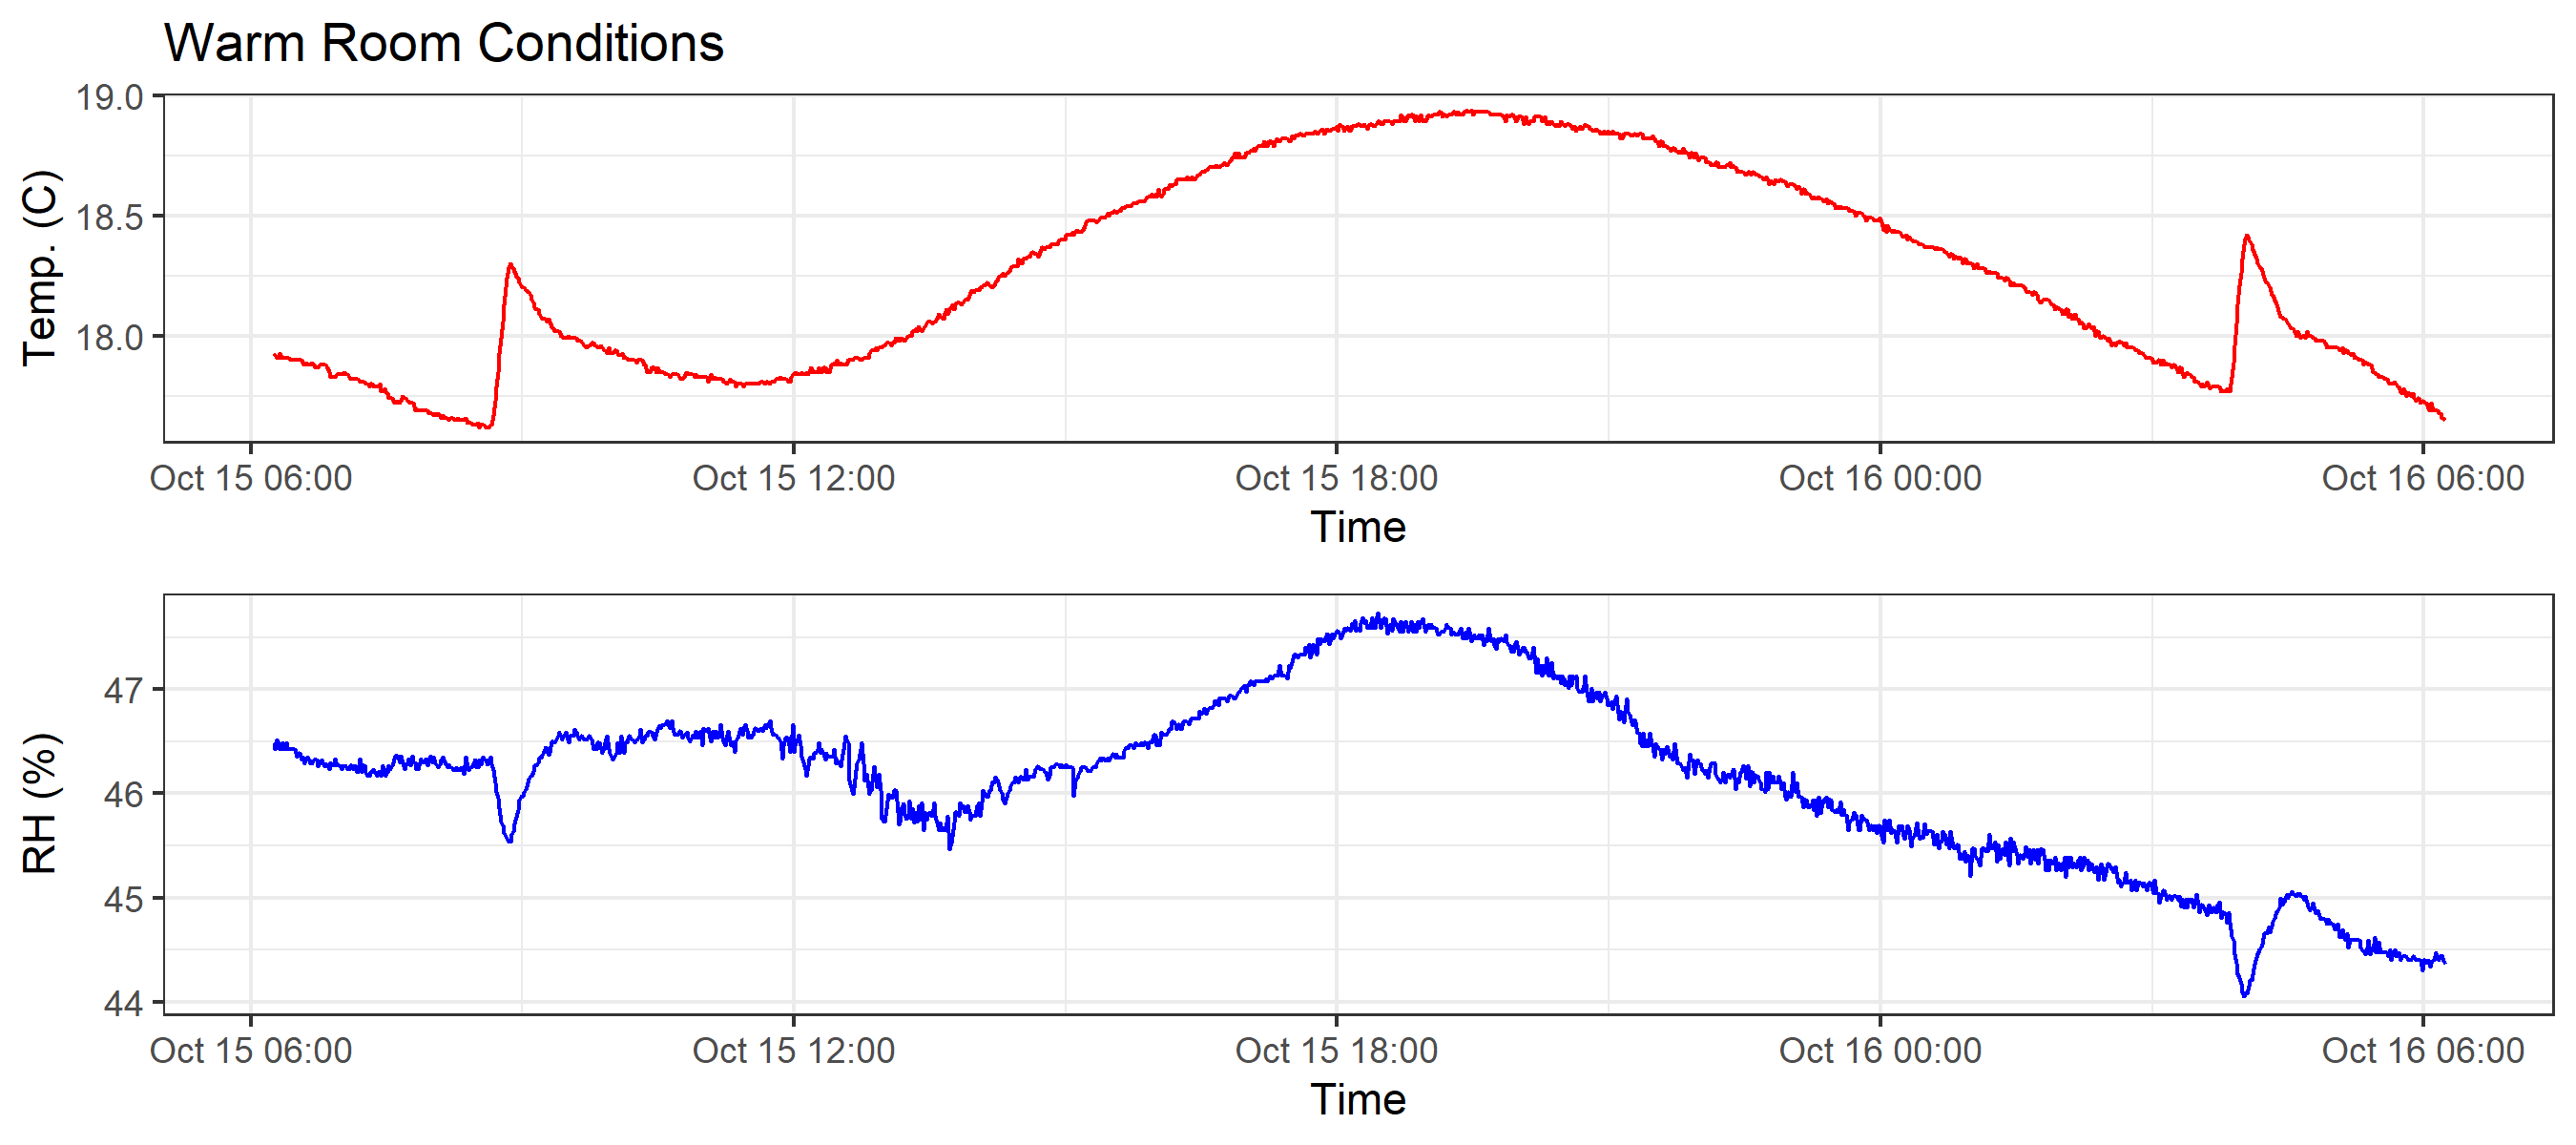 Warm Room Conditions
Temp. (C)
19.0
18.5
18.0
Oct 15 06:00 Oct 15 12:00 Oct 15 18:00 Oct 16 00:00 Oct 16 06:00
Time
RH (%)
47
46
45
44
Oct 15 06:00 Oct 15 12:00 Oct 15 18:00 Oct 16 00:00 Oct 16 06:00
Time